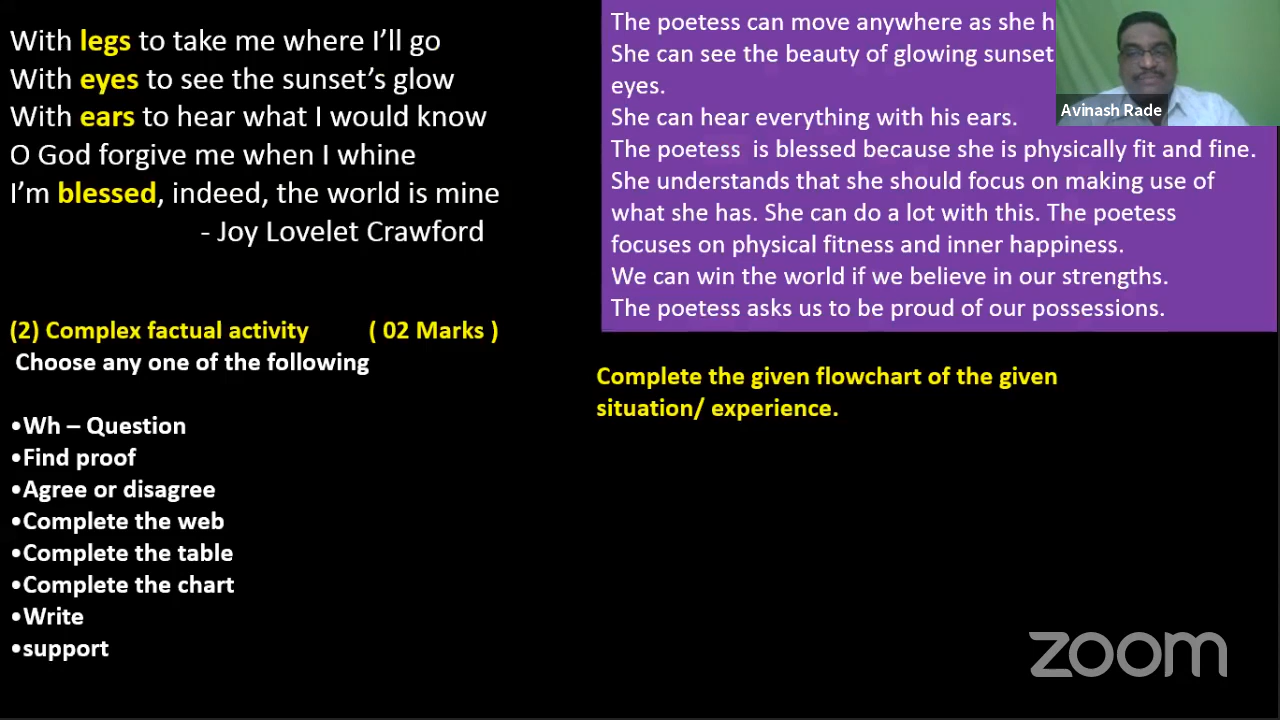 With legs to take me where I'll go
With eyes to see the sunset's glow
With ears to hear what I would know
O God forgive me when I whine
I'm blessed, indeed, the world is mine
- Joy Lovelet Crawford
(2) Complex factual activity ( 02 Marks )
Choose any one of the following
•Wh – Question
•Find proof
•Agree or disagree
•Complete the web
•Complete the table
•Complete the chart
•Write
•support
The poetess can move anywhere as she
She can see the beauty of glowing sunset
eyes.
She can hear everything with his ears.
The poetess is blessed because she is physically fit and fine.
She understands that she should focus on making use of
what she has. She can do a lot with this. The poetess
focuses on physical fitness and inner happiness.
We can win the world if we believe in our strengths.
The poetess asks us to be proud of our possessions.
Avinash Rade
Complete the given flowchart of the given
situation/ experience.
zoom